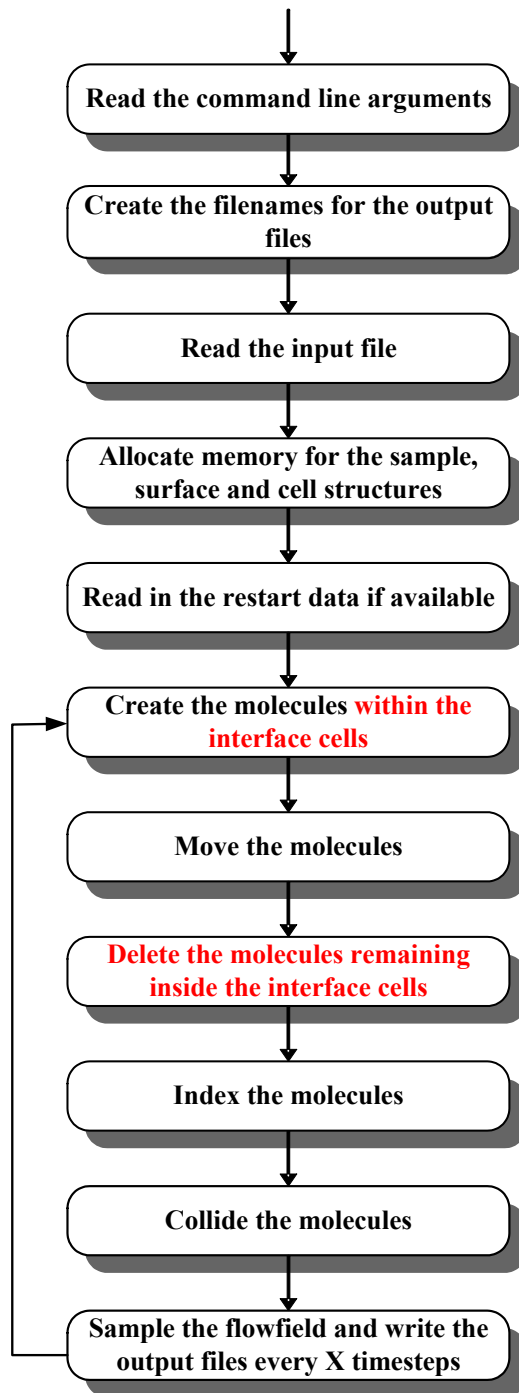 Read the command line arguments
Create the filenames for the output
files
Read the input file
Allocate memory for the sample,
surface and cell structures
Read in the restart data if available
Create the molecules within the
interface cells
Move the molecules
Delete the molecules remaining
inside the interface cells
Index the molecules
Collide the molecules
Sample the flowfield and write the
output files every X timesteps